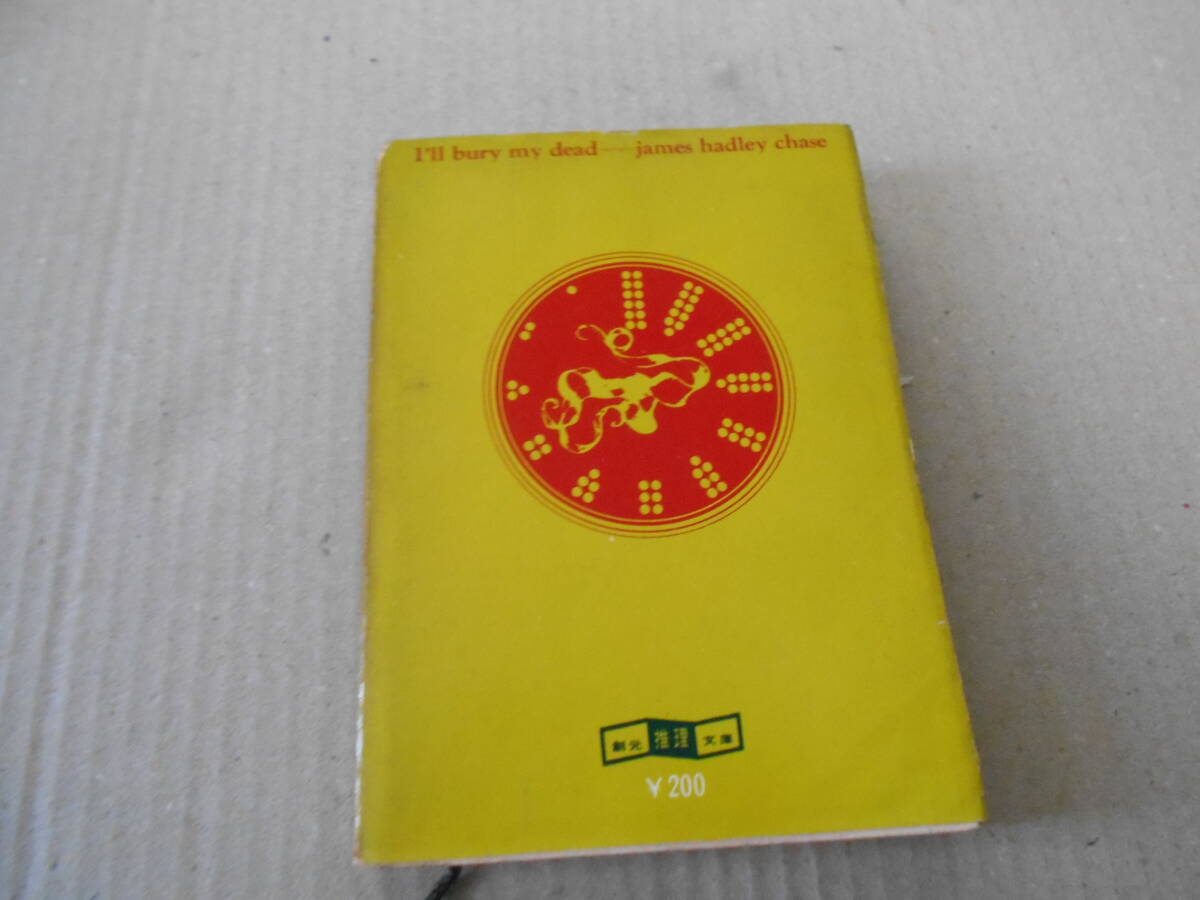 I'll bury my dead—james hadley chase
創元 推理 文庫
¥200